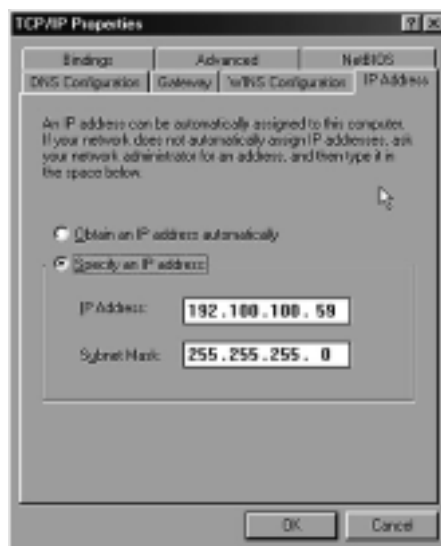 TCP/IP Properties
Bindings Advanced NetBIOS
DNS Configuration Gateway WINS Configuration IP Address
An IP address can be automatically assigned to this computer.
If your network does not automatically assign IP addresses, ask
your network administrator for an address, and then type it in
the space below.
Obtain an IP address automatically
Specify an IP address:
IP Address: 192.100.100.59
Subnet Mask: 255.255.255.0
OK Cancel